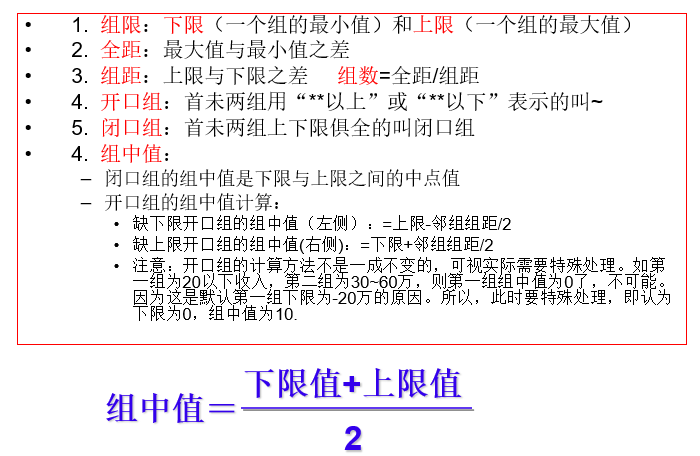 • 1. 组限：下限（一个组的最小值）和上限（一个组的最大值）
• 2. 全距：最大值与最小值之差
• 3. 组距：上限与下限之差 组数=全距/组距
• 4. 开口组：首未两组用“**以上”或“**以下”表示的叫~
• 5. 闭口组：首未两组上下限俱全的叫闭口组
• 4. 组中值：
– 闭口组的组中值是下限与上限之间的中点值
– 开口组的组中值计算：
• 缺下限开口组的组中值（左侧）：=上限-邻组组距/2
• 缺上限开口组的组中值(右侧)：=下限+邻组组距/2
• 注意：开口组的计算方法不是一成不变的，可视实际需要特殊处理。如第
一组为20以下收入，第二组为30~60万，则第一组组中值为0了，不可能。
因为这是默认第一组下限为-20万的原因。所以，此时要特殊处理，即认为
下限为0，组中值为10.
组中值＝
下限值+上限值
2